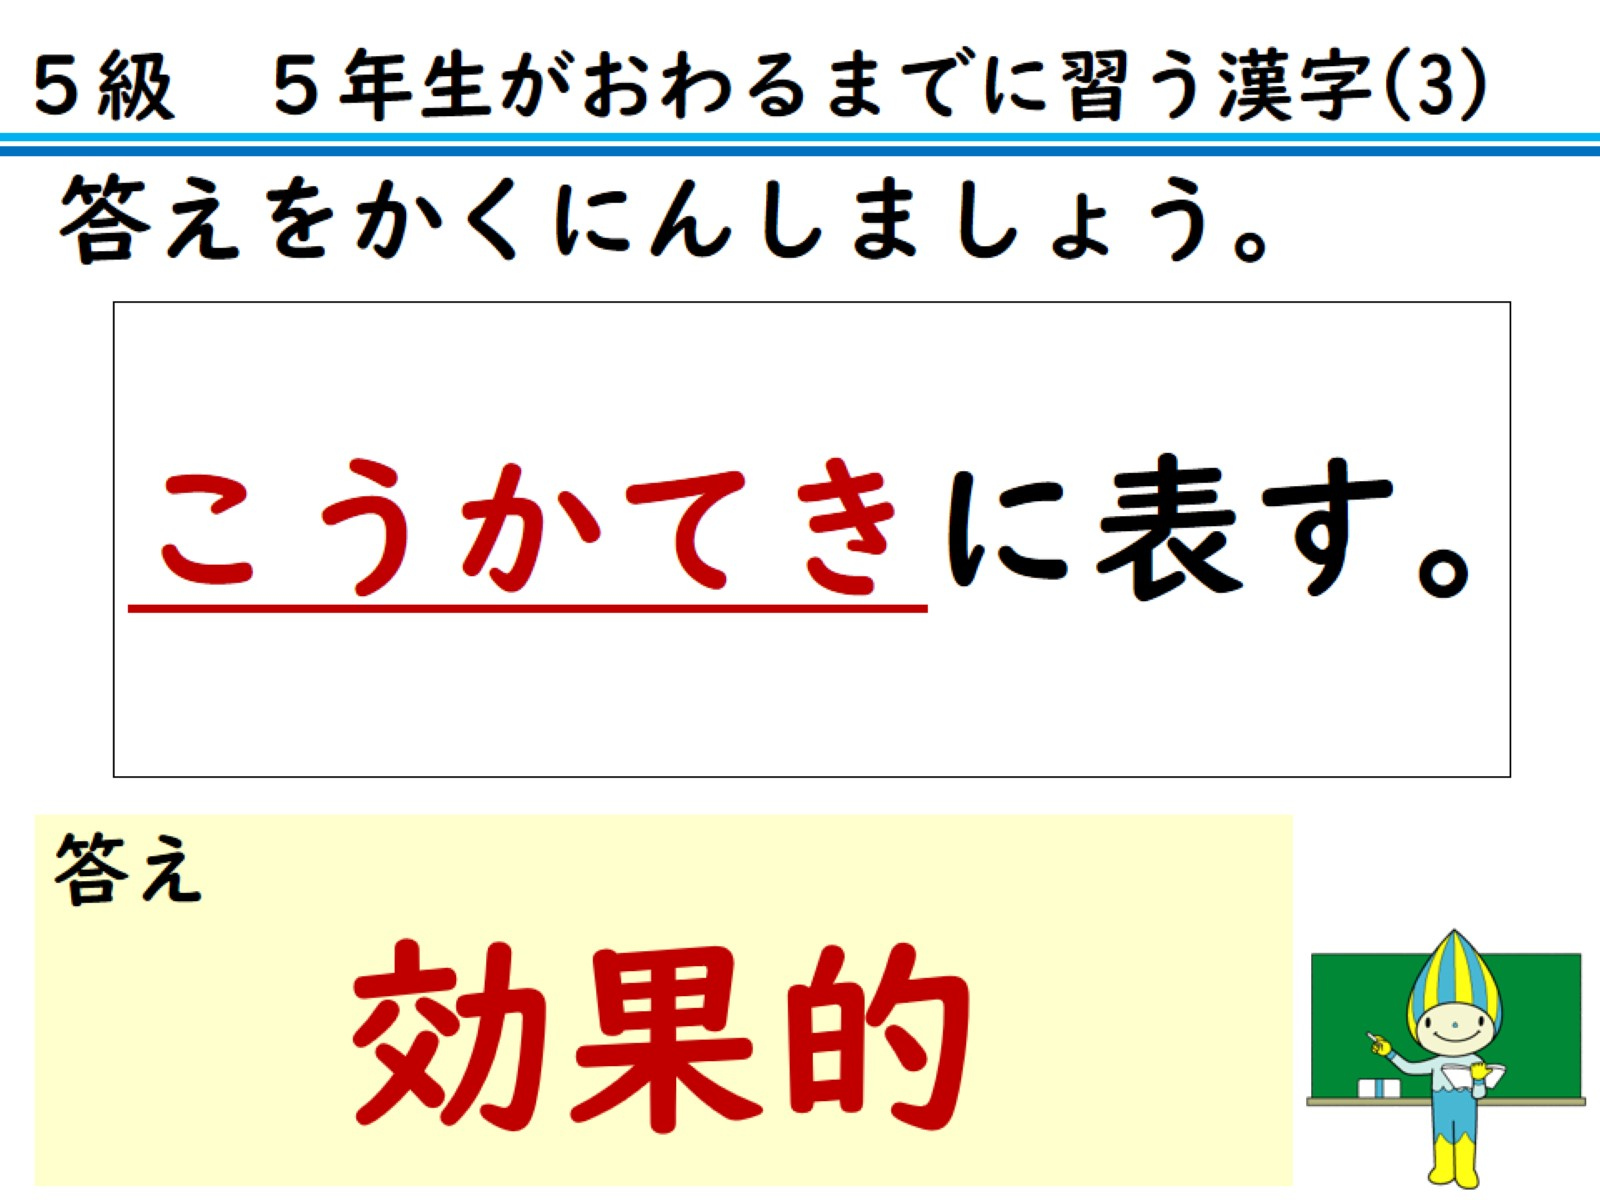 ５級　５年生がおわるまでに習う漢字(3)
答えをかくにんしましょう。
こうかてきに表す。
答え
効果的